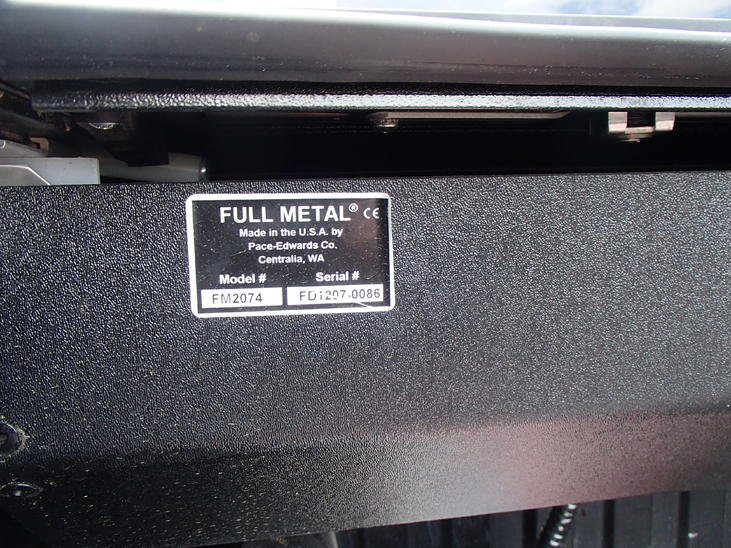 FULL METAL® CE
Made in the U.S.A. by
Pace-Edwards Co.
Centralia, WA
Model # Serial #
FM2074 FD1207-0086